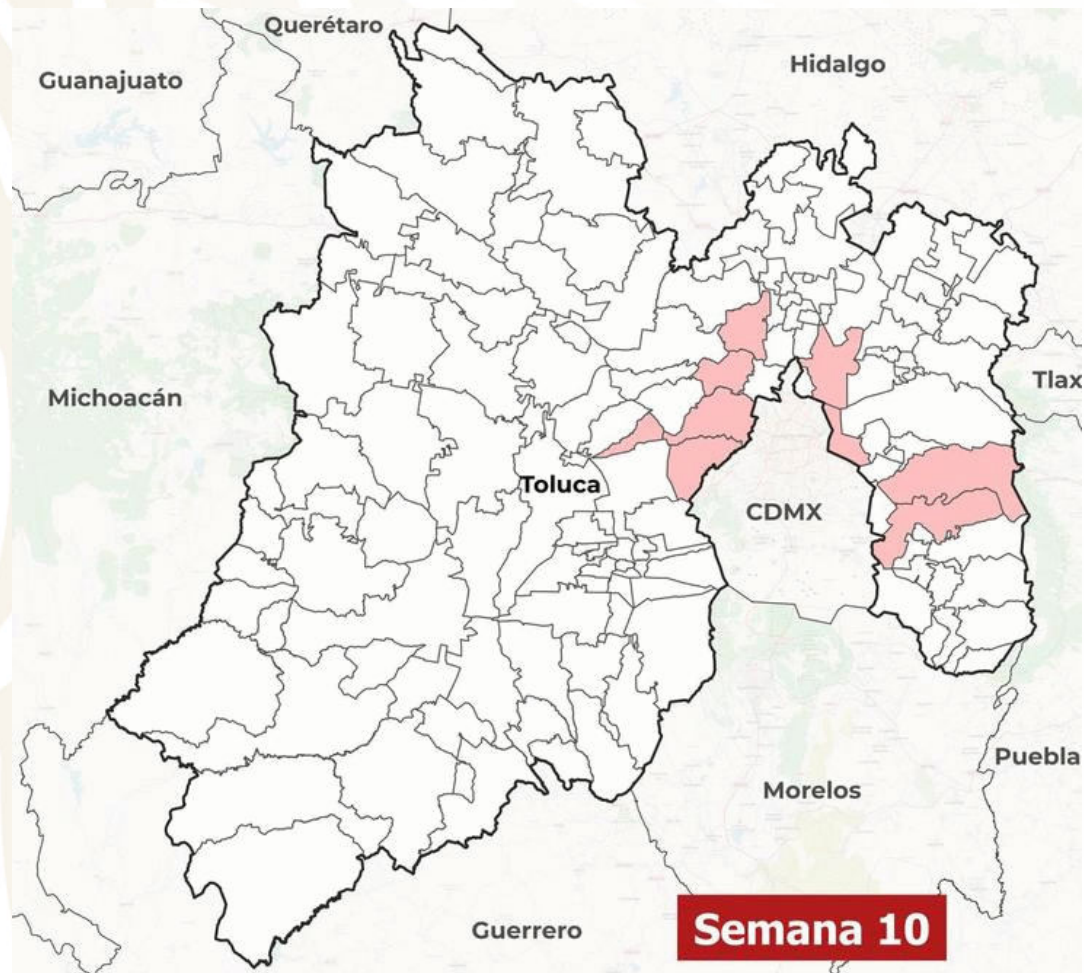 Querétaro
Guanajuato
Hidalgo
Michoacán
Tlax
Toluca
CDMX
Puebla
Morelos
Guerrero
Semana 10